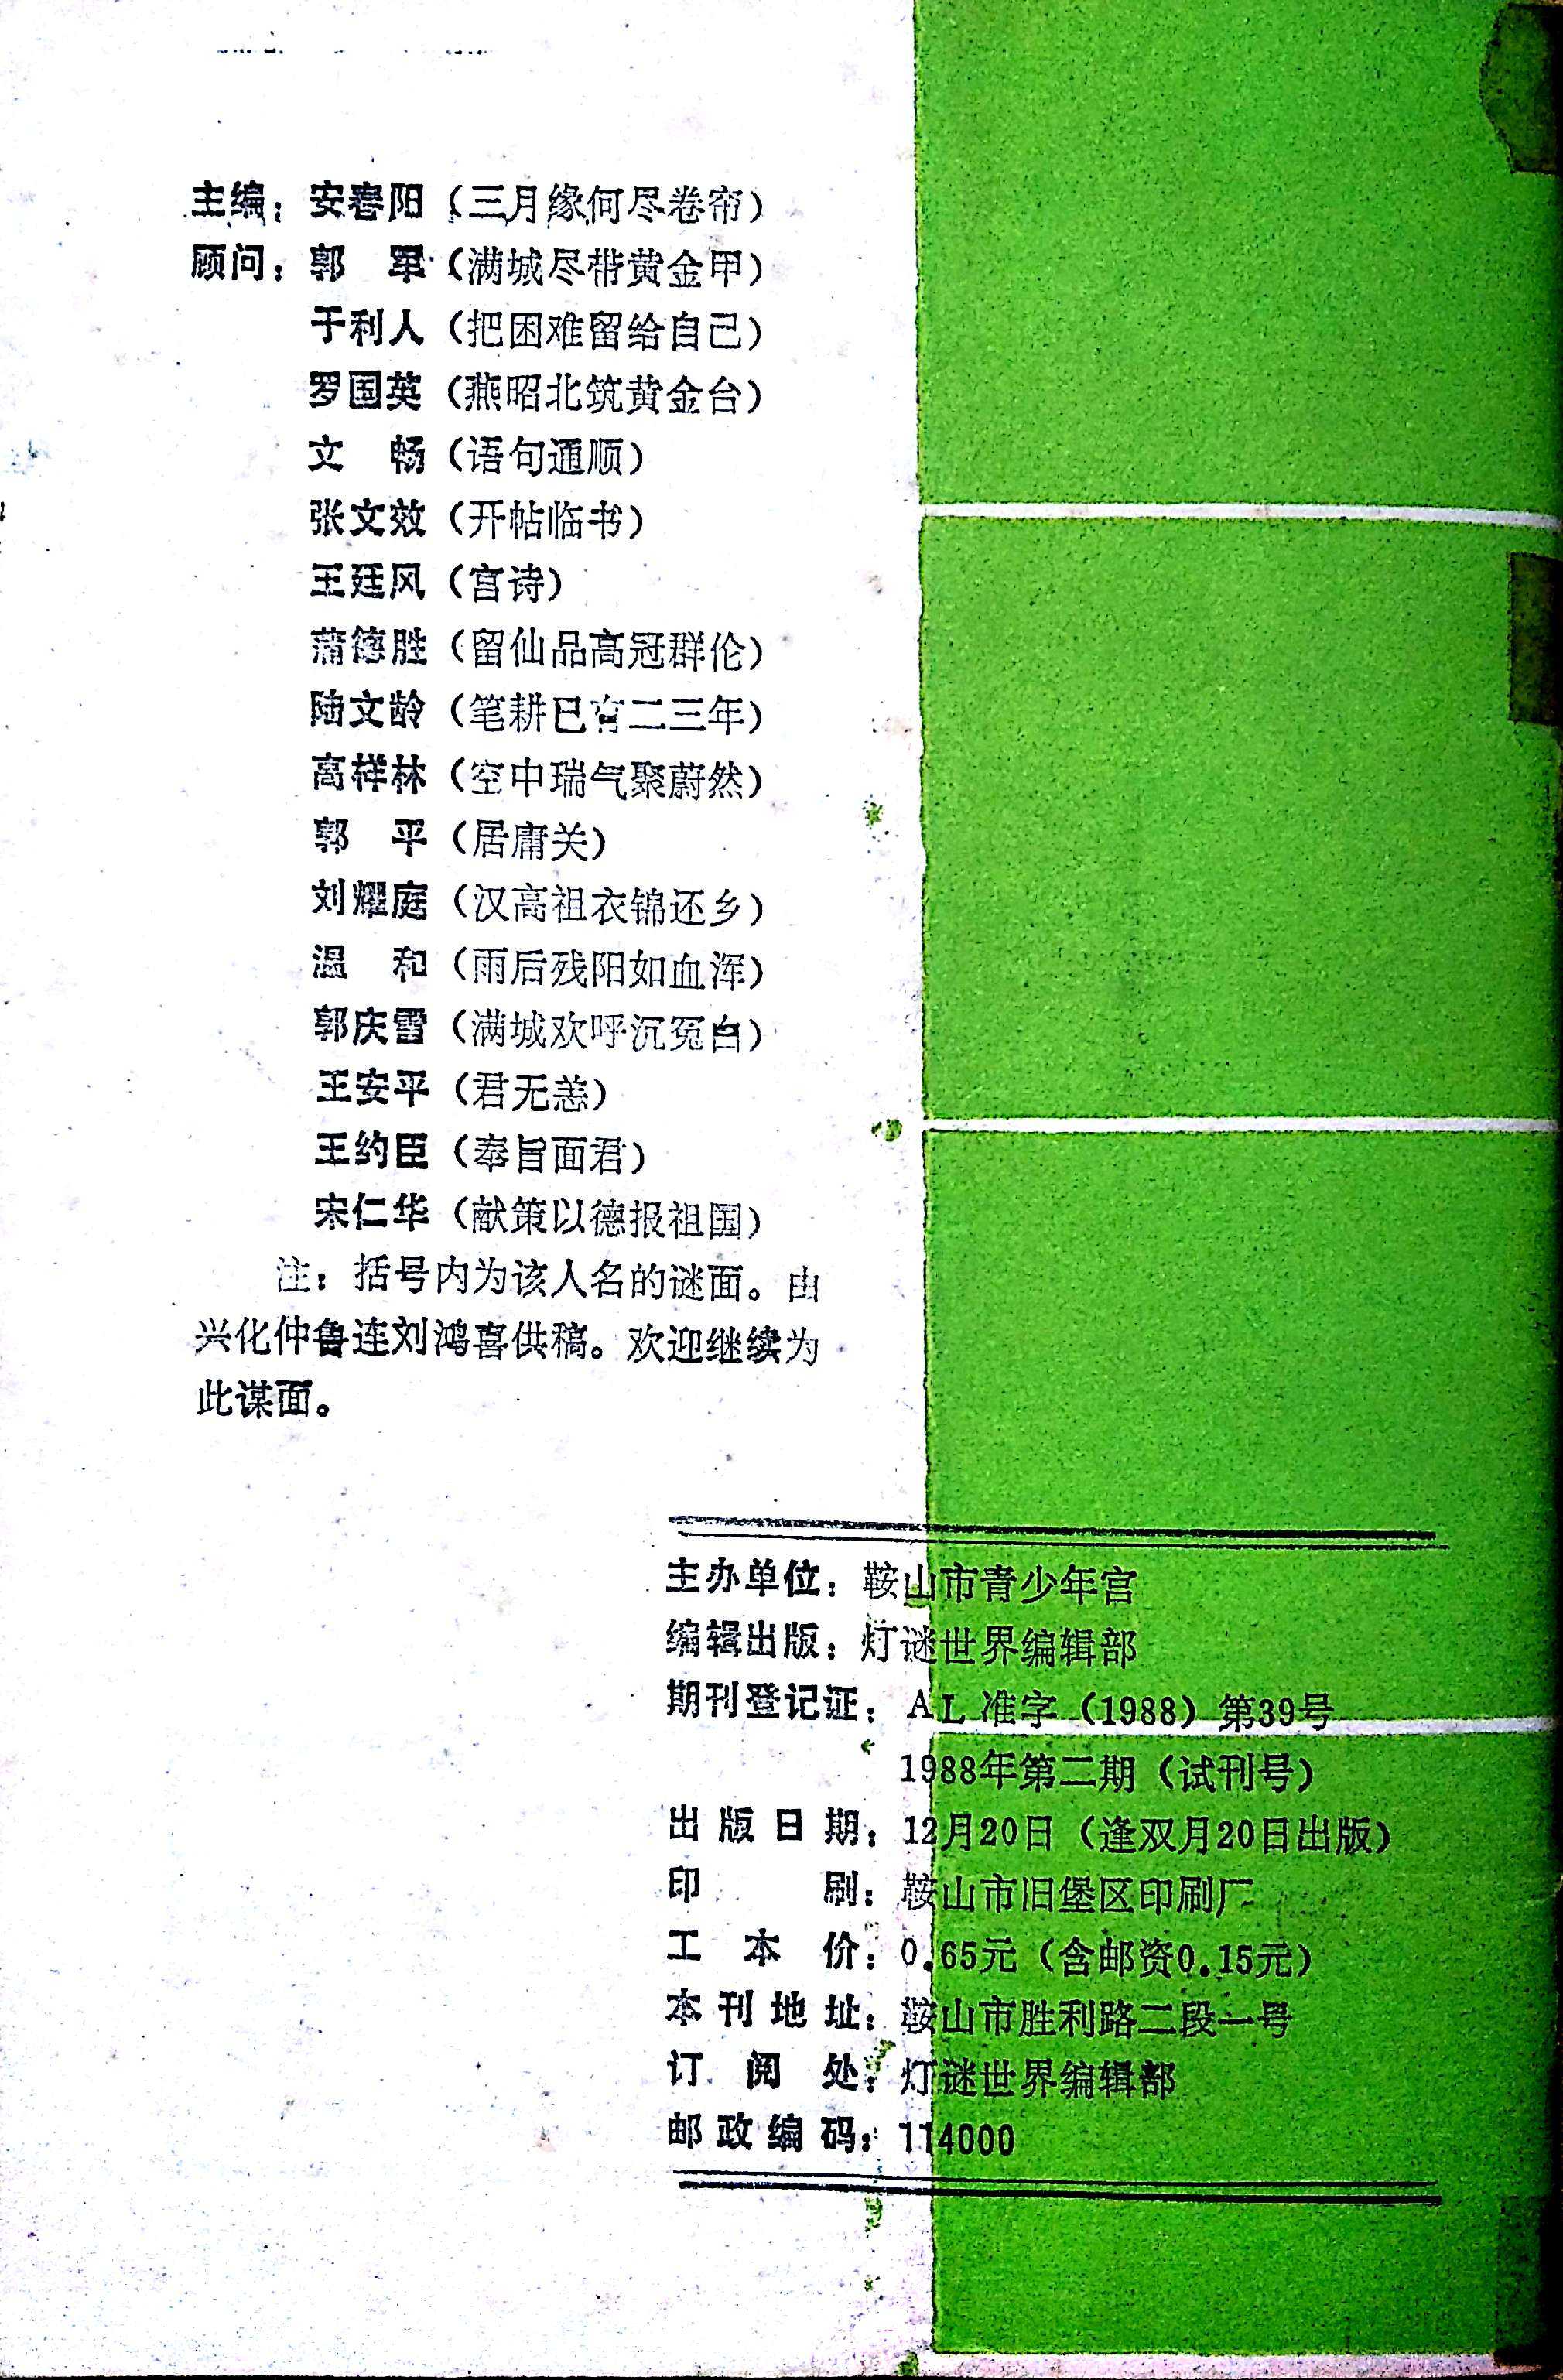 主编：安春阳（三月缘何尽卷帘）
顾问：郭　军（满城尽带黄金甲）
于利人（把困难留给自己）
罗国英（燕昭北筑黄金台）
文　畅（语句通顺）
张文效（开帖临书）
王廷风（宫诗）
蒲德胜（留仙品高冠群伦）
陆文龄（笔耕已有二三年）
高样林（空中瑞气聚蔚然）
郭　平（居庸关）
刘耀庭（汉高祖衣锦还乡）
温　和（雨后残阳如血浑）
郭庆雪（满城欢呼沉冤白）
王安平（君无恙）
王约臣（奉旨面君）
宋仁华（献策以德报祖国）
注：括号内为该人名的谜面。由
兴化仲鲁连刘鸿喜供稿。欢迎继续为
此谋面。
主办单位：鞍山市青少年宫
编辑出版：灯谜世界编辑部
期刊登记证：AL准字（1988）第39号
1988年第二期（试刊号）
出版日期：12月20日（逢双月20日出版）
印　　刷：鞍山市旧堡区印刷厂
工　本　价：0.65元（含邮资0.15元）
本刊地址：鞍山市胜利路二段一号
订　阅　处：灯谜世界编辑部
邮政编码：114000